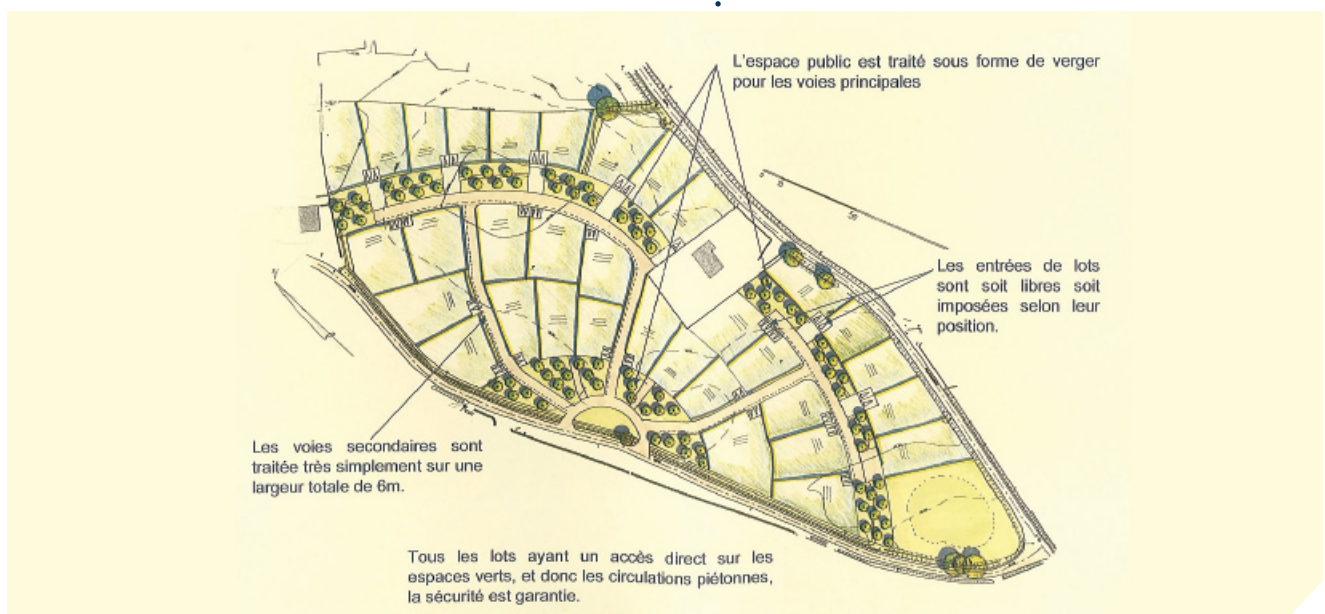 L'espace public est traité sous forme de verger
pour les voies principales
Les entrées de lots
sont soit libres soit
imposées selon leur
position.
Les voies secondaires sont
traitée très simplement sur une
largeur totale de 6m.
Tous les lots ayant un accès direct sur les
espaces verts, et donc les circulations piétonnes,
la sécurité est garantie.